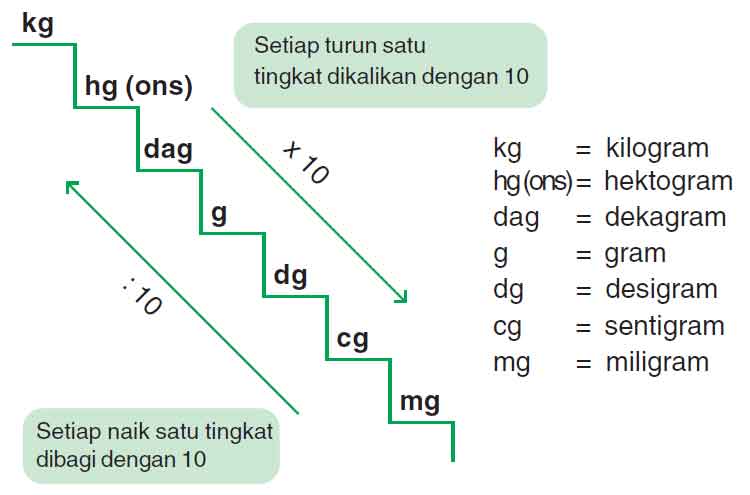 kg
hg (ons)
dag
g
dg
cg
mg
Setiap turun satu
tingkat dikalikan dengan 10
x 10
: 10
Setiap naik satu tingkat
dibagi dengan 10
kg = kilogram
hg (ons) = hektogram
dag = dekagram
g = gram
dg = desigram
cg = sentigram
mg = miligram